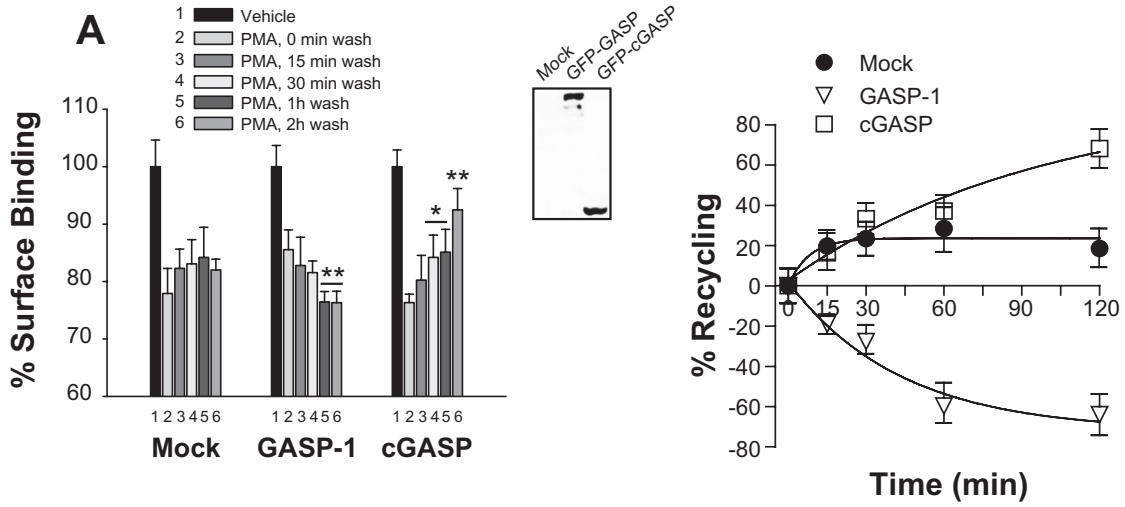 A
1 Vehicle
2 PMA, 0 min wash
3 PMA, 15 min wash
4 PMA, 30 min wash
5 PMA, 1h wash
6 PMA, 2h wash
% Surface Binding
110
100
90
80
70
60
** 
*
**
1 2 3 4 5 6
1 2 3 4 5 6
1 2 3 4 5 6
Mock GASP-1 cGASP
Mock
GFP-GASP
GFP-cGASP
Mock
GASP-1
cGASP
% Recycling
80
60
40
20
0
-20
-40
-60
-80
0 15 30 60 90 120
Time (min)